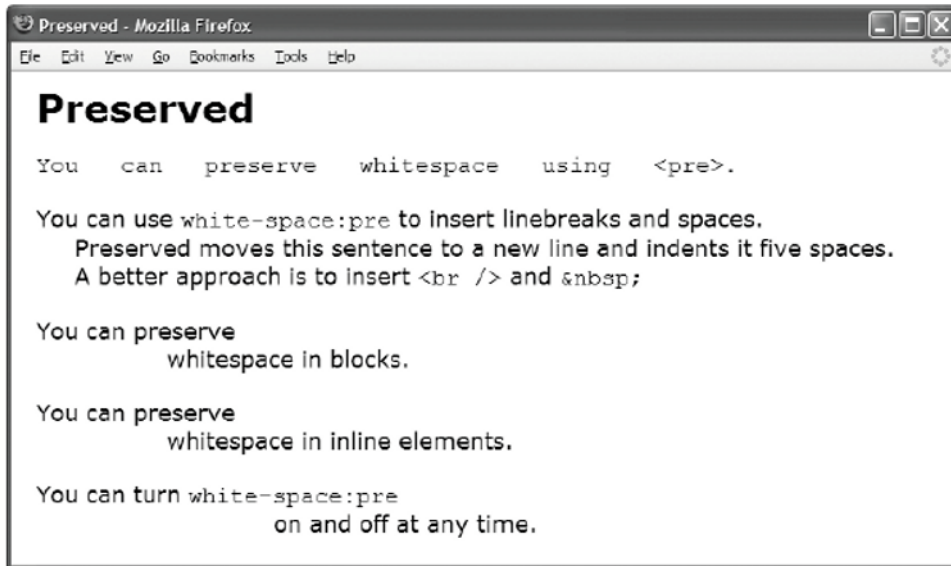 Preserved - Mozilla Firefox
File Edit View Go Bookmarks Tools Help
Preserved
You can preserve whitespace using <pre>.
You can use white-space:pre to insert linebreaks and spaces.
Preserved moves this sentence to a new line and indents it five spaces.
A better approach is to insert <br /> and &nbsp;
You can preserve
whitespace in blocks.
You can preserve
whitespace in inline elements.
You can turn white-space:pre
on and off at any time.